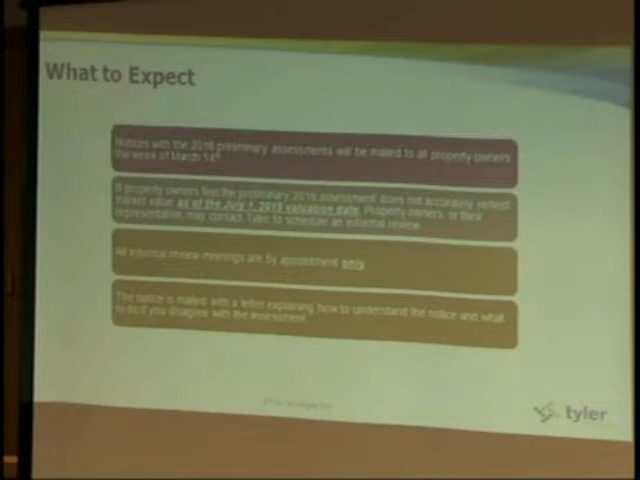 What to Expect
Notices with the 2016 preliminary assessments will be mailed to all property owners
the week of March 14th
If property owners feel the preliminary 2016 assessment does not accurately reflect
market value as of the July 1, 2015 valuation date. Property owners, or their
representative, may contact Tyler to schedule an informal review.
All informal review meetings are by appointment only
The notice is mailed with a letter explaining how to understand the notice and what
to do if you disagree with the assessment.
tyler